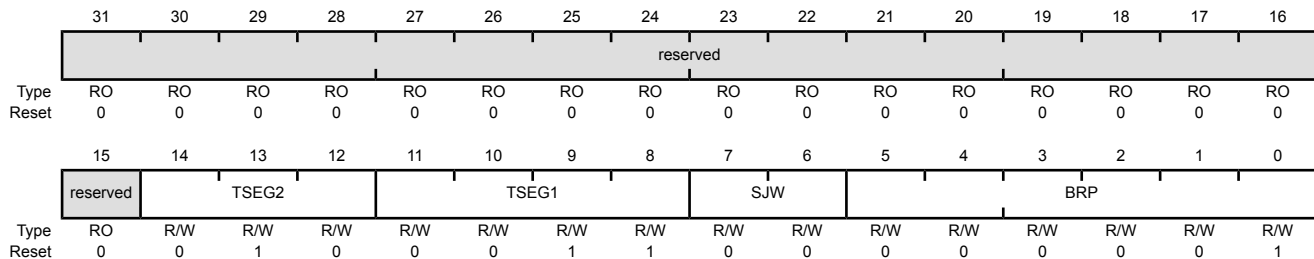 31 30 29 28 27 26 25 24 23 22 21 20 19 18 17 16
reserved
Type RO RO RO RO RO RO RO RO RO RO RO RO RO RO RO RO
Reset 0 0 0 0 0 0 0 0 0 0 0 0 0 0 0 0
15 14 13 12 11 10 9 8 7 6 5 4 3 2 1 0
reserved TSEG2 TSEG1 SJW BRP
Type RO R/W R/W R/W R/W R/W R/W R/W R/W R/W R/W R/W R/W R/W R/W R/W
Reset 0 0 1 0 0 0 1 1 0 0 0 0 0 0 0 1